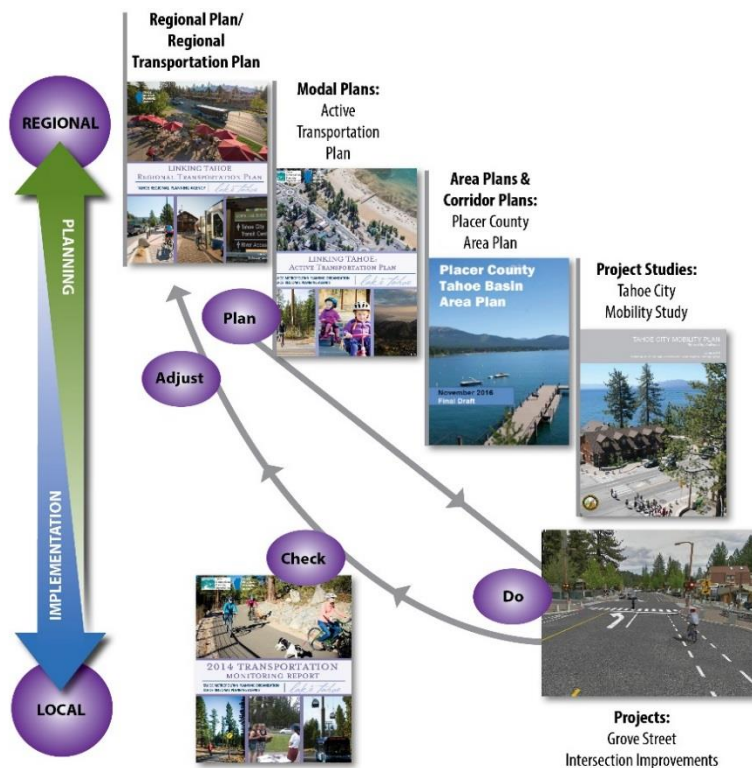 Regional Plan/
Regional
Transportation Plan
REGIONAL
Modal Plans:
Active
Transportation
Plan
LINKING TAHOE
REGIONAL TRANSPORTATION PLAN
TAHOE REGIONAL PLANNING AGENCY
Area Plans &
Corridor Plans:
Placer County
Area Plan
LINKING TAHOE:
ACTIVE TRANSPORTATION PLAN
Placer County
Tahoe Basin
Area Plan
November 2016
Final Draft
Project Studies:
Tahoe City
Mobility Study
TAHOE CITY MOBILITY PLAN
PLANNING
Plan
Adjust
IMPLEMENTATION
Check
Do
2014 TRANSPORTATION
MONITORING REPORT
LOCAL
Projects:
Grove Street
Intersection Improvements